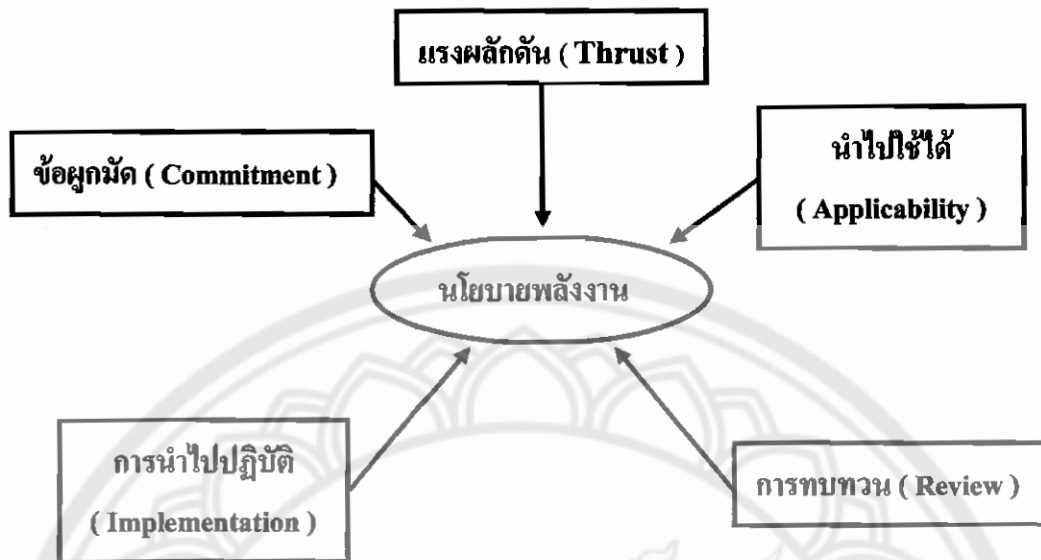 แรงผลักดัน ( Thrust )
ข้อผูกมัด ( Commitment )
นำไปใช้ได้
( Applicability )
นโยบายพลังงาน
การนำไปปฏิบัติ
( Implementation )
การทบทวน ( Review )